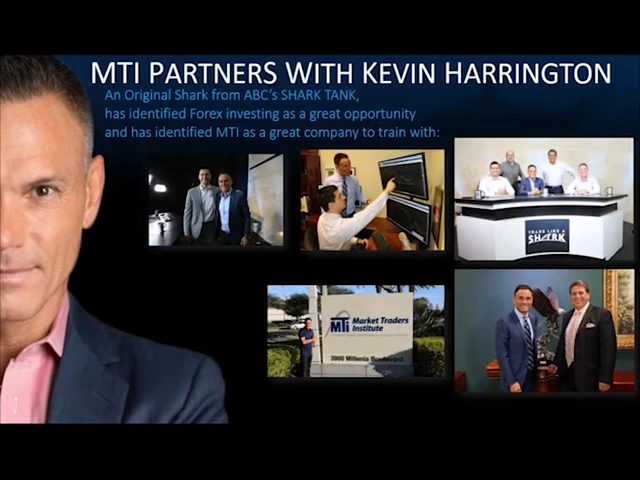 MTI PARTNERS WITH KEVIN HARRINGTON
An Original Shark from ABC's SHARK TANK,
has identified Forex investing as a great opportunity
and has identified MTI as a great company to train with:
TRADE LIKE A
SHARK
MTI Market Traders
Institute
3900 Millenia Boulevard